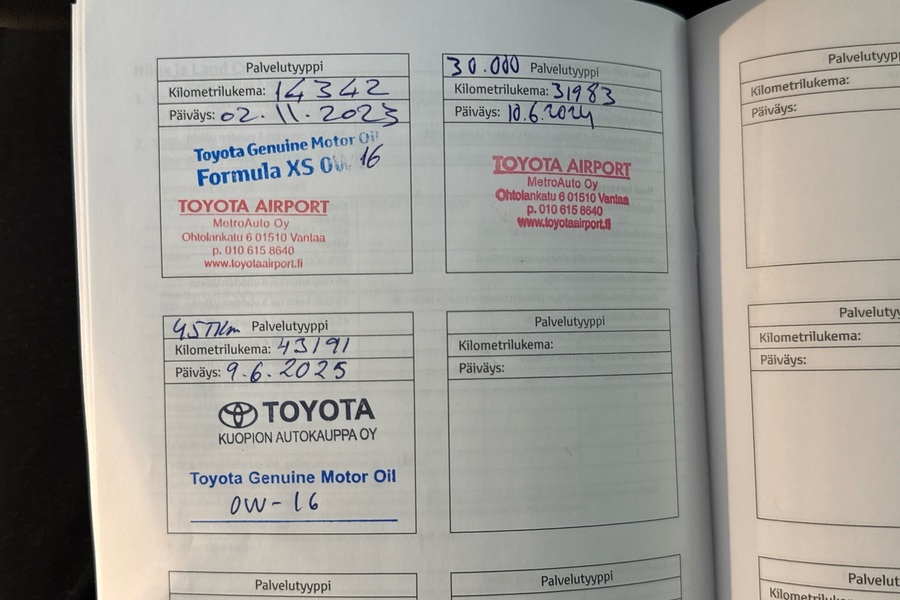 Palvelutyyppi
Kilometrilukema: 14342
Päiväys: 02.11.2023
Toyota Genuine Motor Oil
Formula XS 0W 16
TOYOTA AIRPORT
MetroAuto Oy
Ohtolankatu 6 01510 Vantaa
p. 010 615 8640
www.toyotaairport.fi
30.000 Palvelutyyppi
Kilometrilukema: 31983
Päiväys: 10.6.2024
TOYOTA AIRPORT
MetroAuto Oy
Ohtolankatu 6 01510 Vantaa
p. 010 615 8640
www.toyotaairport.fi
45Tkm Palvelutyyppi
Kilometrilukema: 43191
Päiväys: 9.6.2025
TOYOTA
KUOPION AUTOKAUPPA OY
Toyota Genuine Motor Oil
0W-16
Palvelutyyppi
Kilometrilukema:
Päiväys:
Palvelutyyppi
Palvelutyyppi
Palvelutyyp
Kilometrilukema:
Päiväys:
Palvelutyy
Kilometrilukema:
Päiväys:
Palvelut
Kilometriluk